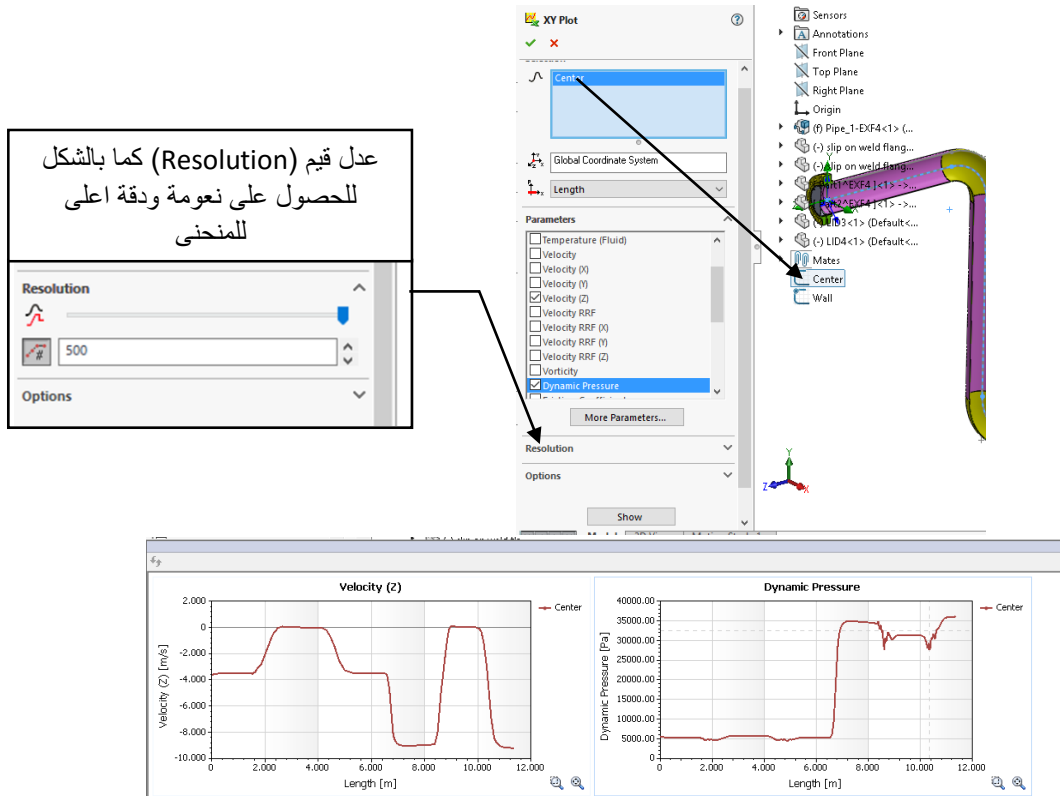 XY Plot
Selection
Center
Global Coordinate System
Length
Parameters
Temperature (Fluid)
Velocity
Velocity (X)
Velocity (Y)
Velocity (Z)
Velocity RRF
Velocity RRF (X)
Velocity RRF (Y)
Velocity RRF (Z)
Vorticity
Dynamic Pressure
More Parameters...
Resolution
Options
Show
Sensors
Annotations
Front Plane
Top Plane
Right Plane
Origin
(f) Pipe_1-EXF4<1> (...
(-) slip on weld flang...
(-) slip on weld flang...
Part1^EXF4]<1> ->...
Part2^EXF4]<1> ->...
(-) LID3<1> (Default<...
(-) LID4<1> (Default<...
Mates
Center
Wall
Y
X
Y
Z
X
عدل قيم (Resolution) كما بالشكل
للحصول على نعومة ودقة اعلى
للمنحنى
Resolution
500
Options
Velocity (Z)
Center
2.000
0
-2.000
-4.000
-6.000
-8.000
-10.000
Velocity (Z) [m/s]
0 2.000 4.000 6.000 8.000 10.000 12.000
Length [m]
Dynamic Pressure
Center
40000.00
35000.00
30000.00
25000.00
20000.00
15000.00
10000.00
5000.00
0
Dynamic Pressure [Pa]
0 2.000 4.000 6.000 8.000 10.000 12.000
Length [m]